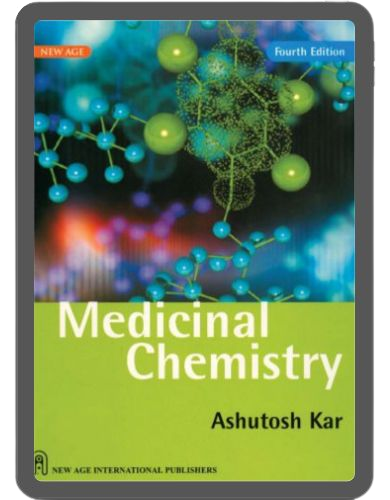 NEW AGE
Fourth Edition
Medicinal
Chemistry
Ashutosh Kar
NEW AGE INTERNATIONAL PUBLISHERS